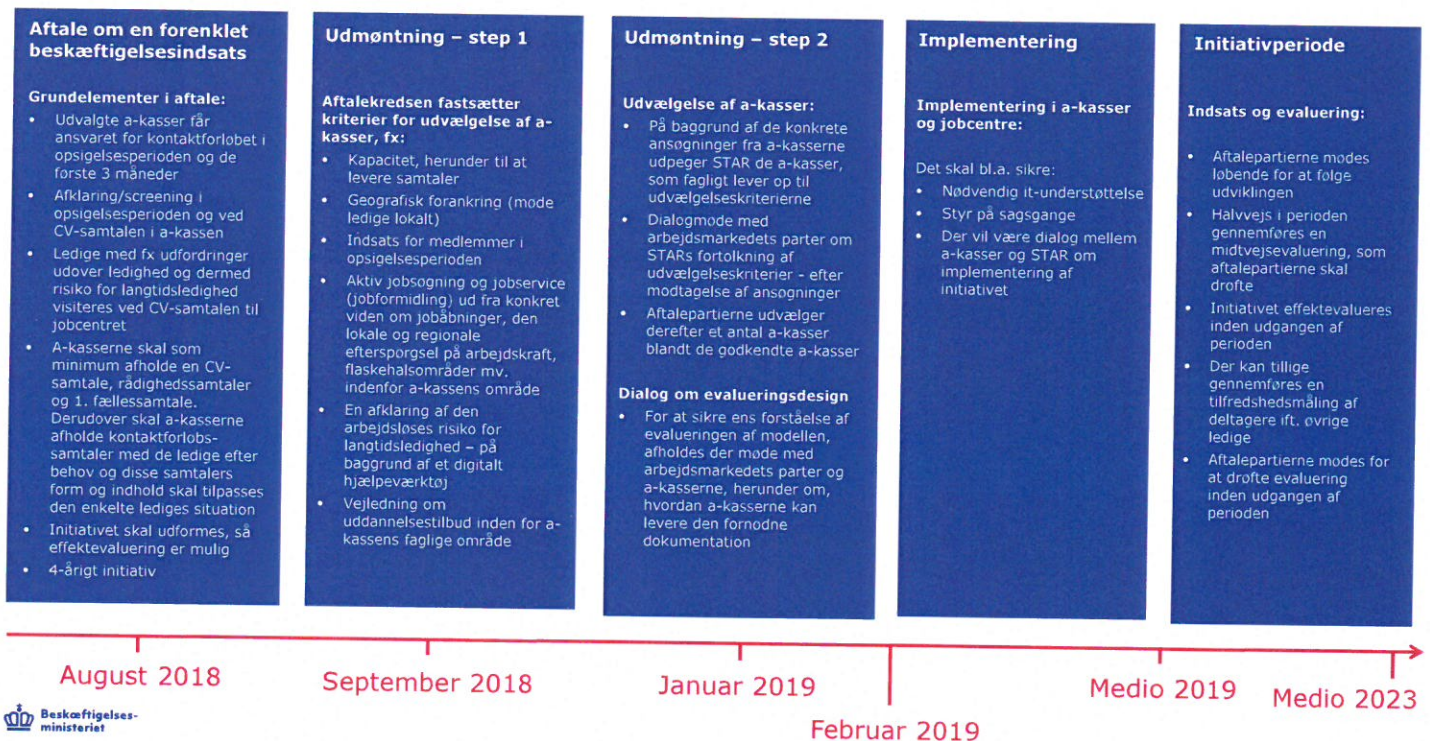 Aftale om en forenklet
beskæftigelsesindsats
Grundelementer i aftale:
• Udvalgte a-kasser får
ansvaret for kontaktforløbet i
opsigelsesperioden og de
første 3 måneder
• Afklaring/screening i
opsigelsesperioden og ved
CV-samtalen i a-kassen
• Ledige med fx udfordringer
udover ledighed og dermed
risiko for langtidsledighed
visiteres ved CV-samtalen til
jobcentret
• A-kasserne skal som
minimum afholde en CV-
samtale, rådighedssamtaler
og 1. fællessamtale.
Derudover skal a-kasserne
afholde kontaktforløbs-
samtaler med de ledige efter
behov og disse samtalers
form og indhold skal tilpasses
den enkelte lediges situation
• Initiativet skal udformes, så
effektevaluering er mulig
• 4-årigt initiativ
Udmøntning – step 1
Aftalekredsen fastsætter
kriterier for udvælgelse af a-
kasser, fx:
• Kapacitet, herunder til at
levere samtaler
• Geografisk forankring (møde
ledige lokalt)
• Indsats for medlemmer i
opsigelsesperioden
• Aktiv jobsøgning og jobservice
(jobformidling) ud fra konkret
viden om jobåbninger, den
lokale og regionale
efterspørgsel på arbejdskraft,
flaskehalsområder mv.
indenfor a-kassens område
• En afklaring af den
arbejdsløses risiko for
langtidsledighed – på
baggrund af et digitalt
hjælpeværktøj
• Vejledning om
uddannelsestilbud inden for a-
kassens faglige område
Udmøntning – step 2
Udvælgelse af a-kasser:
• På baggrund af de konkrete
ansøgninger fra a-kasserne
udpeger STAR de a-kasser,
som fagligt lever op til
udvælgelseskriterierne
• Dialogmøde med
arbejdsmarkedets parter om
STARs fortolkning af
udvælgelseskriterier - efter
modtagelse af ansøgninger
• Aftalepartierne udvælger
derefter et antal a-kasser
blandt de godkendte a-kasser
Dialog om evalueringsdesign
• For at sikre ens forståelse af
evalueringen af modellen,
afholdes der møde med
arbejdsmarkedets parter og
a-kasserne, herunder om,
hvordan a-kasserne kan
levere den fornødne
dokumentation
Implementering
Implementering i a-kasser
og jobcentre:
Det skal bl.a. sikre:
• Nødvendig it-understøttelse
• Styr på sagsgange
• Der vil være dialog mellem
a-kasser og STAR om
implementering af
initiativet
Initiativperiode
Indsats og evaluering:
• Aftalepartierne mødes
løbende for at følge
udviklingen
• Halvvejs i perioden
gennemføres en
midtvejsevaluering, som
aftalepartierne skal
drøfte
• Initiativet effektevalueres
inden udgangen af
perioden
• Der kan tillige
gennemføres en
tilfredshedsmåling af
deltagere ift. øvrige
ledige
• Aftalepartierne mødes for
at drøfte evaluering
inden udgangen af
perioden
August 2018
September 2018
Januar 2019
Februar 2019
Medio 2019
Medio 2023
Beskæftigelses-
ministeriet